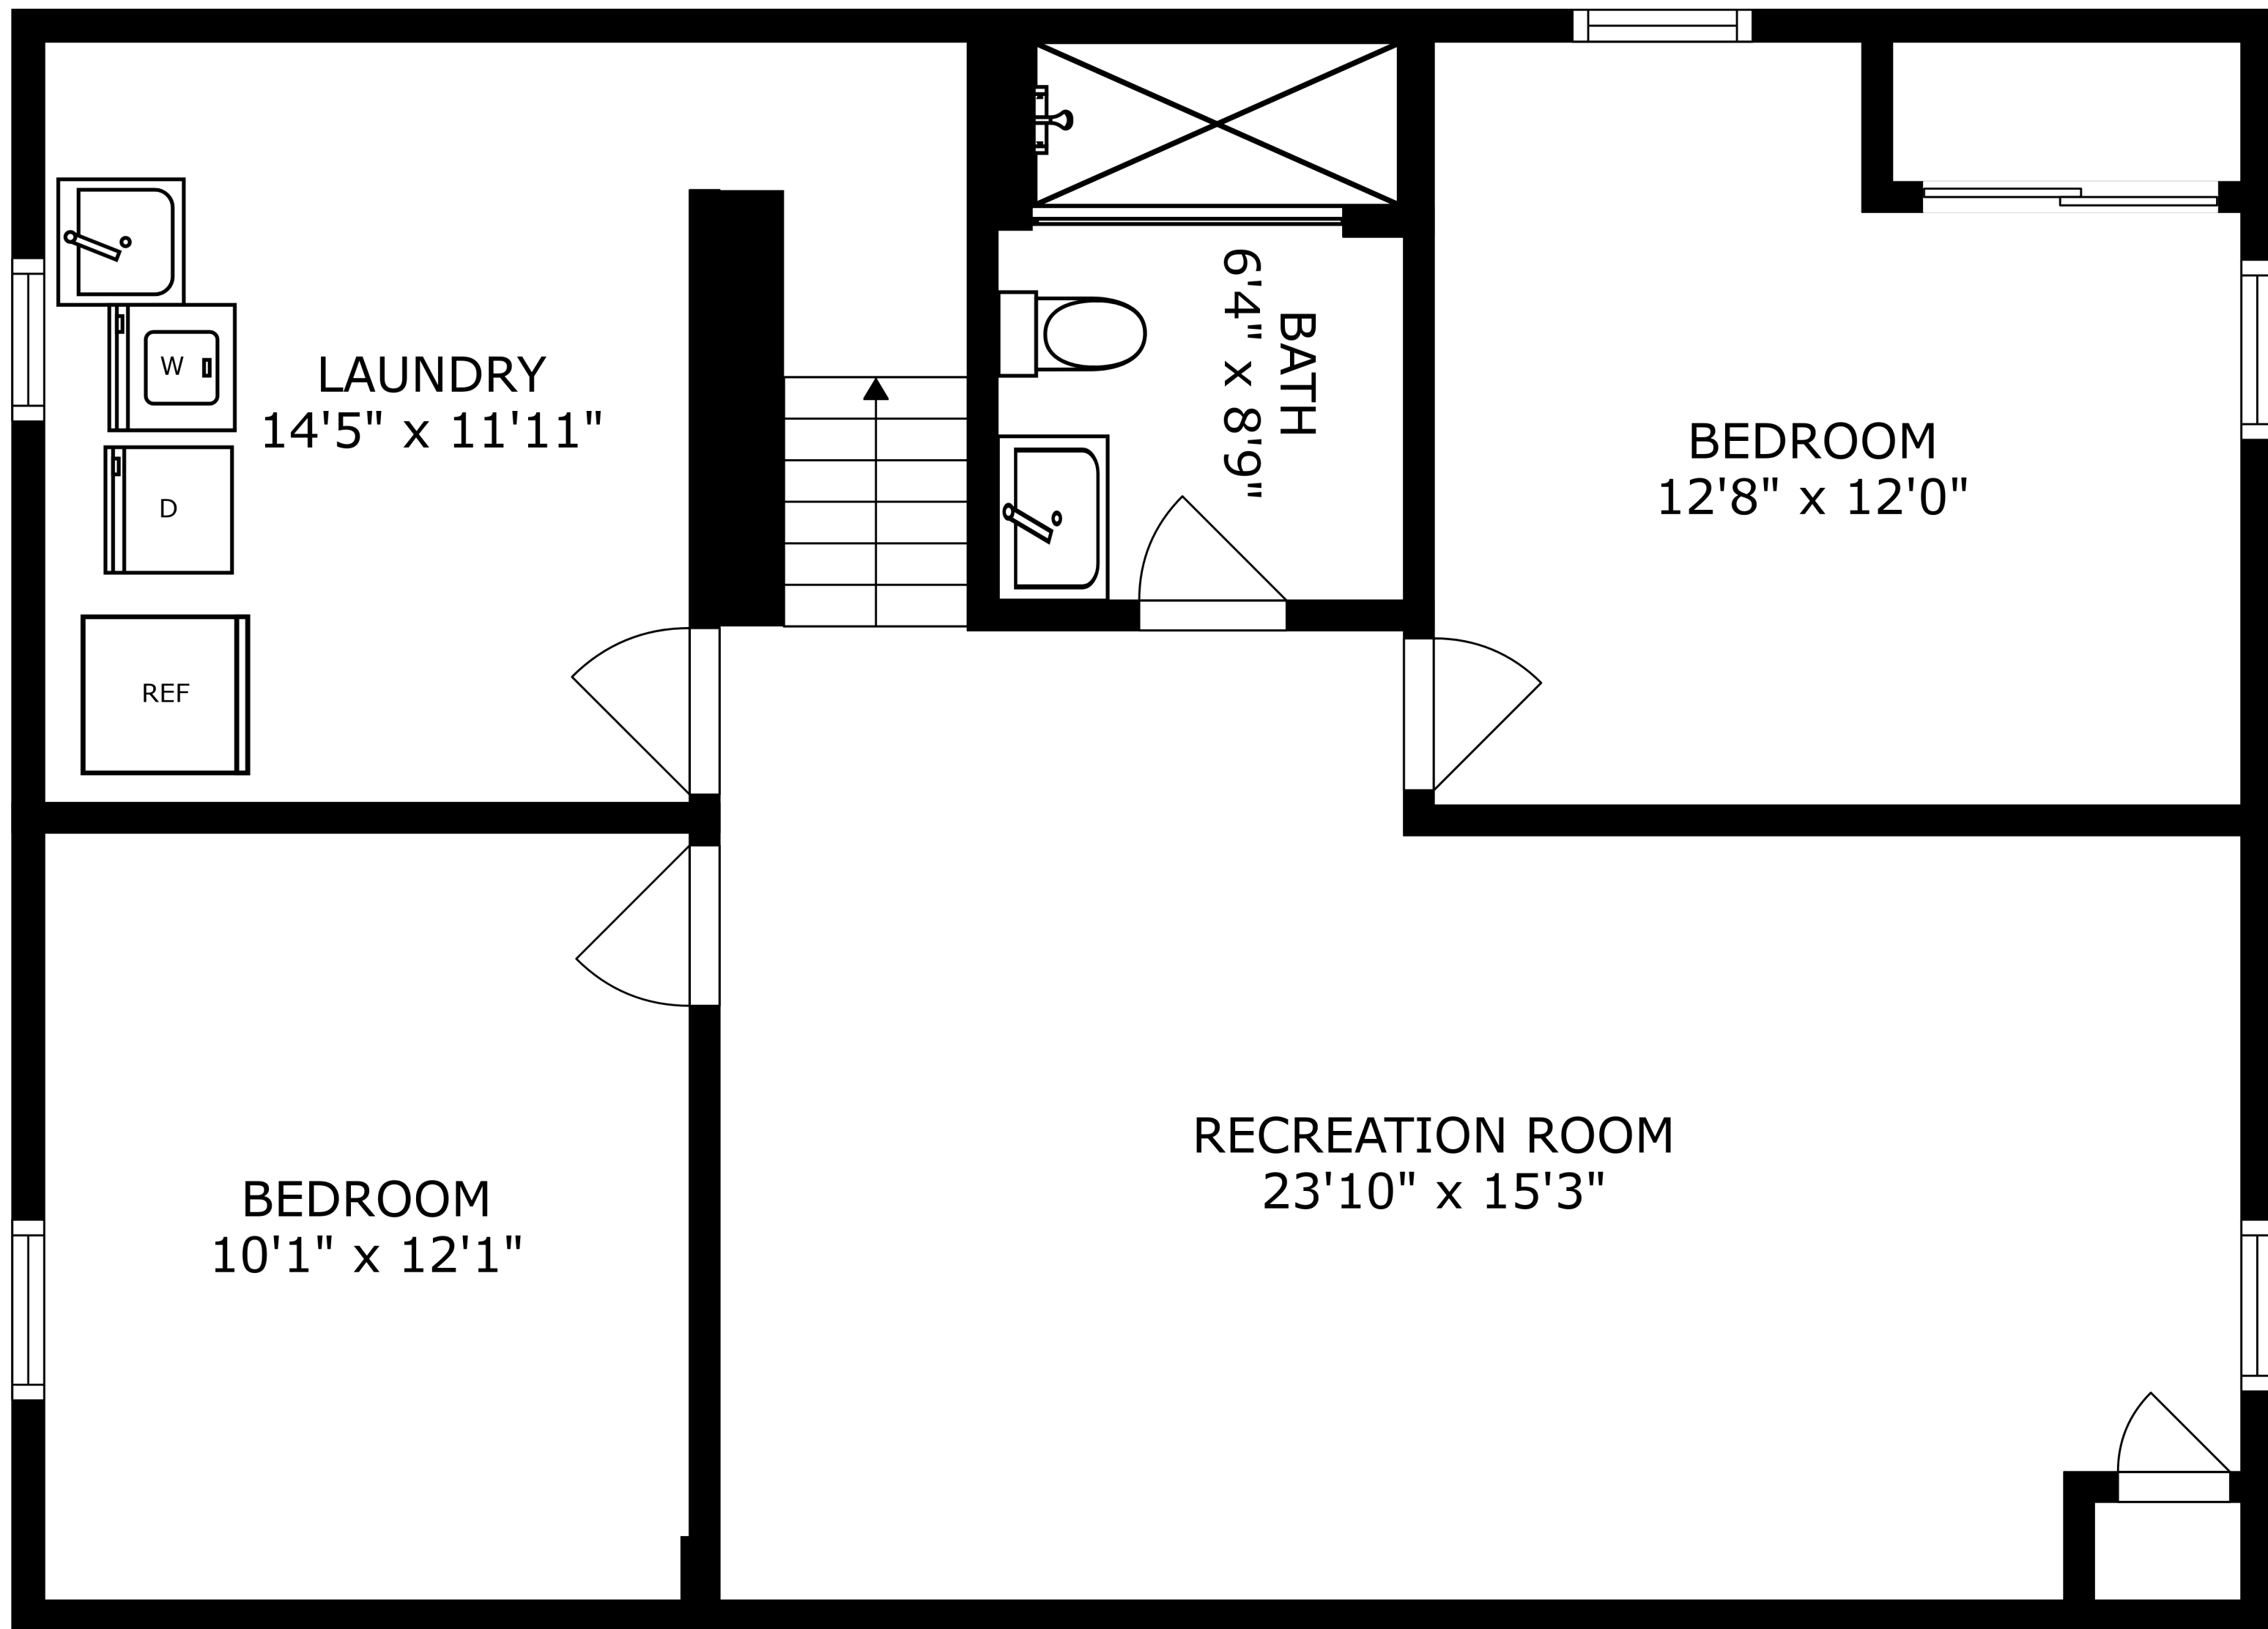 LAUNDRY
14'5" x 11'11"
W
D
REF
BATH
6'4" x 8'9"
BEDROOM
12'8" x 12'0"
BEDROOM
10'1" x 12'1"
RECREATION ROOM
23'10" x 15'3"